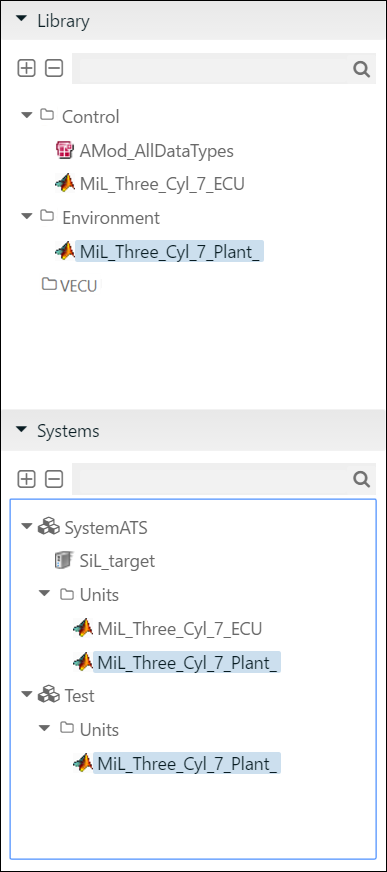 Library
Control
AMod_AllDataTypes
MiL_Three_Cyl_7_ECU
Environment
MiL_Three_Cyl_7_Plant_
VECU
Systems
SystemATS
SiL_target
Units
MiL_Three_Cyl_7_ECU
MiL_Three_Cyl_7_Plant_
Test
Units
MiL_Three_Cyl_7_Plant_